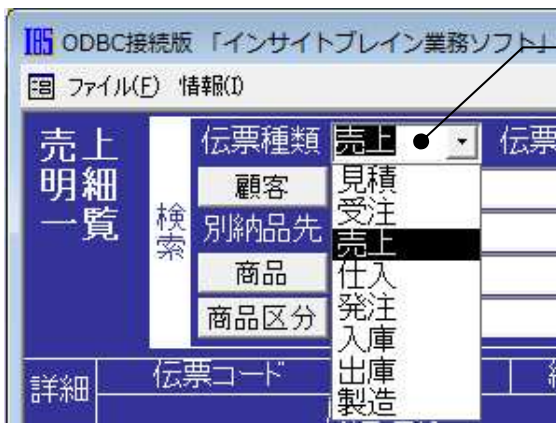 IBS ODBC接続版 「インサイトブレイン業務ソフト」
ファイル(F) 情報(I)
売上明細一覧
検索
伝票種類 売上 伝票
顧客
別納品先
商品
商品区分
見積
受注
売上
仕入
発注
入庫
出庫
製造
詳細 伝票コード